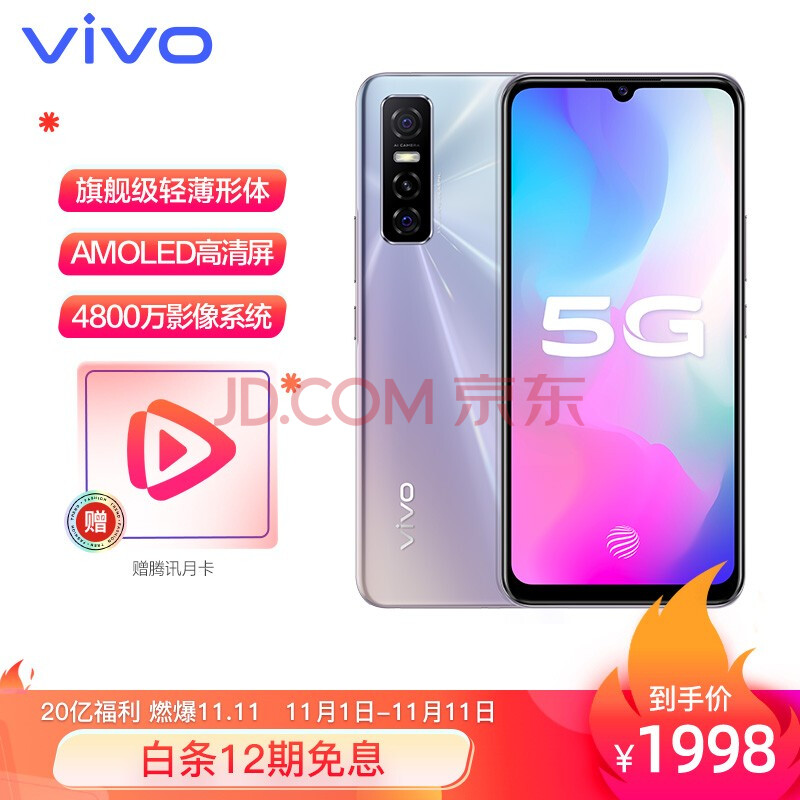 vivo
旗舰级轻薄形体
AMOLED高清屏
4800万影像系统
AI CAMERA
5G
JD.COM 京东
vivo
FASHION
赠
赠腾讯月卡
20亿福利 燃爆11.11 11月1日-11月11日
白条12期免息
到手价
¥1998